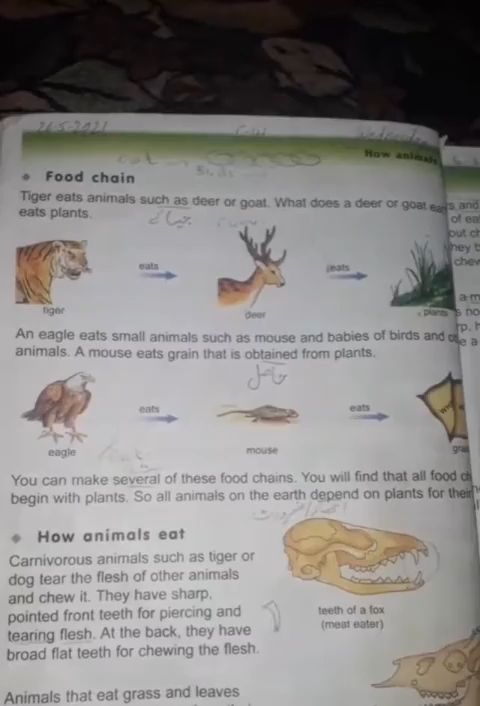 26-5-2021
C.W
How animals
Food chain
Tiger eats animals such as deer or goat. What does a deer or goat eat
eats plants.
eats
eats
tiger
deer
plants
An eagle eats small animals such as mouse and babies of birds and
animals. A mouse eats grain that is obtained from plants.
حاصل
eats
eats
eagle
mouse
You can make several of these food chains. You will find that all food
begin with plants. So all animals on the earth depend on plants for their
How animals eat
Carnivorous animals such as tiger or
dog tear the flesh of other animals
and chew it. They have sharp,
pointed front teeth for piercing and
tearing flesh. At the back, they have
broad flat teeth for chewing the flesh.
teeth of a fox
(meat eater)
Animals that eat grass and leaves